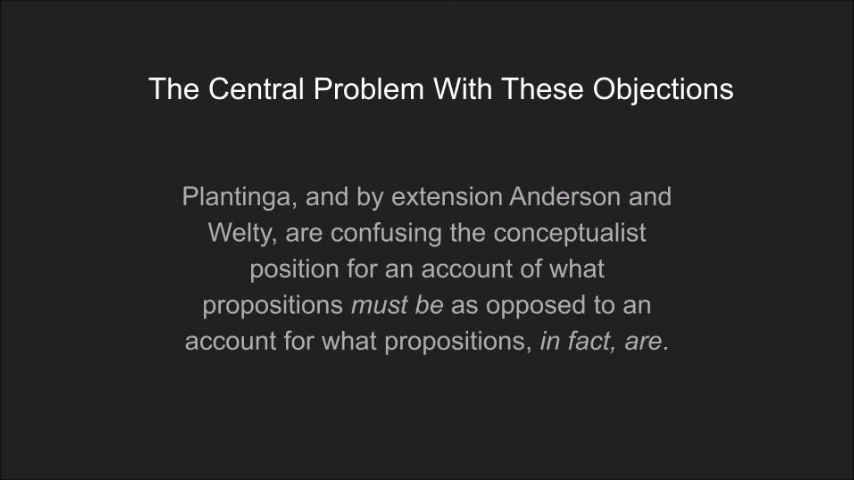 The Central Problem With These Objections
Plantinga, and by extension Anderson and
Welty, are confusing the conceptualist
position for an account of what
propositions must be as opposed to an
account for what propositions, in fact, are.